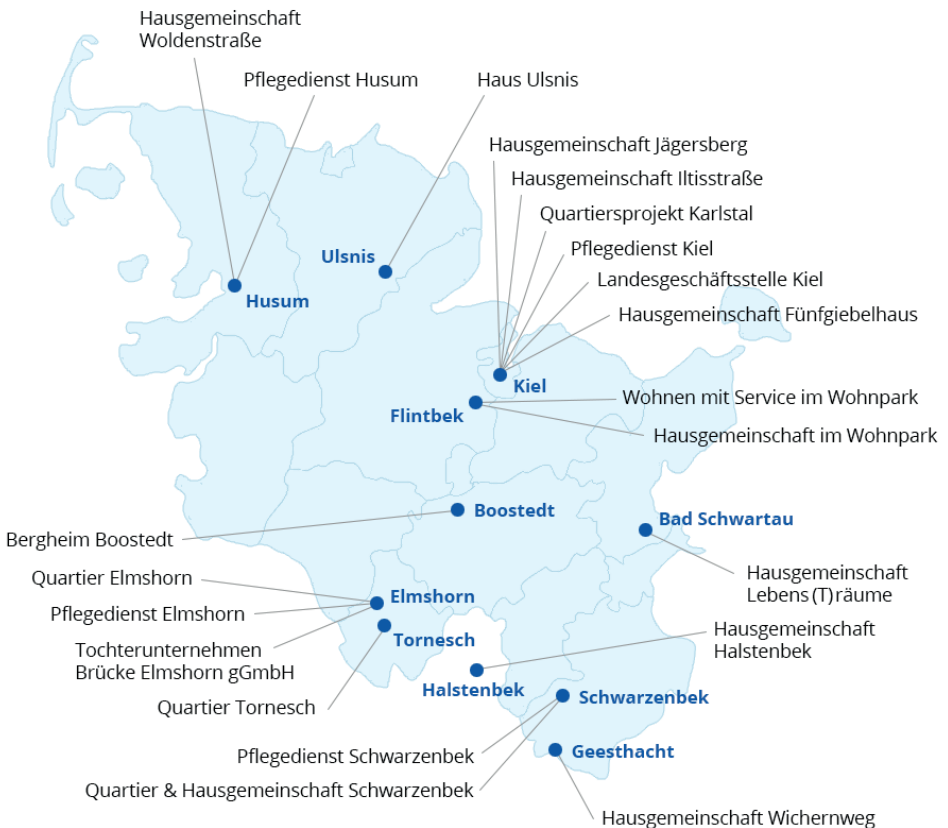 Hausgemeinschaft
Woldenstraße
Pflegedienst Husum
Haus Ulsnis
Hausgemeinschaft Jägersberg
Hausgemeinschaft Iltisstraße
Quartiersprojekt Karlstal
Pflegedienst Kiel
Landesgeschäftsstelle Kiel
Hausgemeinschaft Fünfgiebelhaus
Ulsnis
Husum
Kiel
Wohnen mit Service im Wohnpark
Flintbek
Hausgemeinschaft im Wohnpark
Boostedt
Bad Schwartau
Bergheim Boostedt
Quartier Elmshorn
Hausgemeinschaft
Lebens(T)räume
Elmshorn
Pflegedienst Elmshorn
Tornesch
Hausgemeinschaft
Halstenbek
Tochterunternehmen
Brücke Elmshorn gGmbH
Halstenbek
Schwarzenbek
Quartier Tornesch
Geesthacht
Pflegedienst Schwarzenbek
Quartier & Hausgemeinschaft Schwarzenbek
Hausgemeinschaft Wichernweg